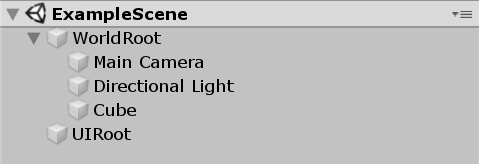 ExampleScene
WorldRoot
Main Camera
Directional Light
Cube
UIRoot